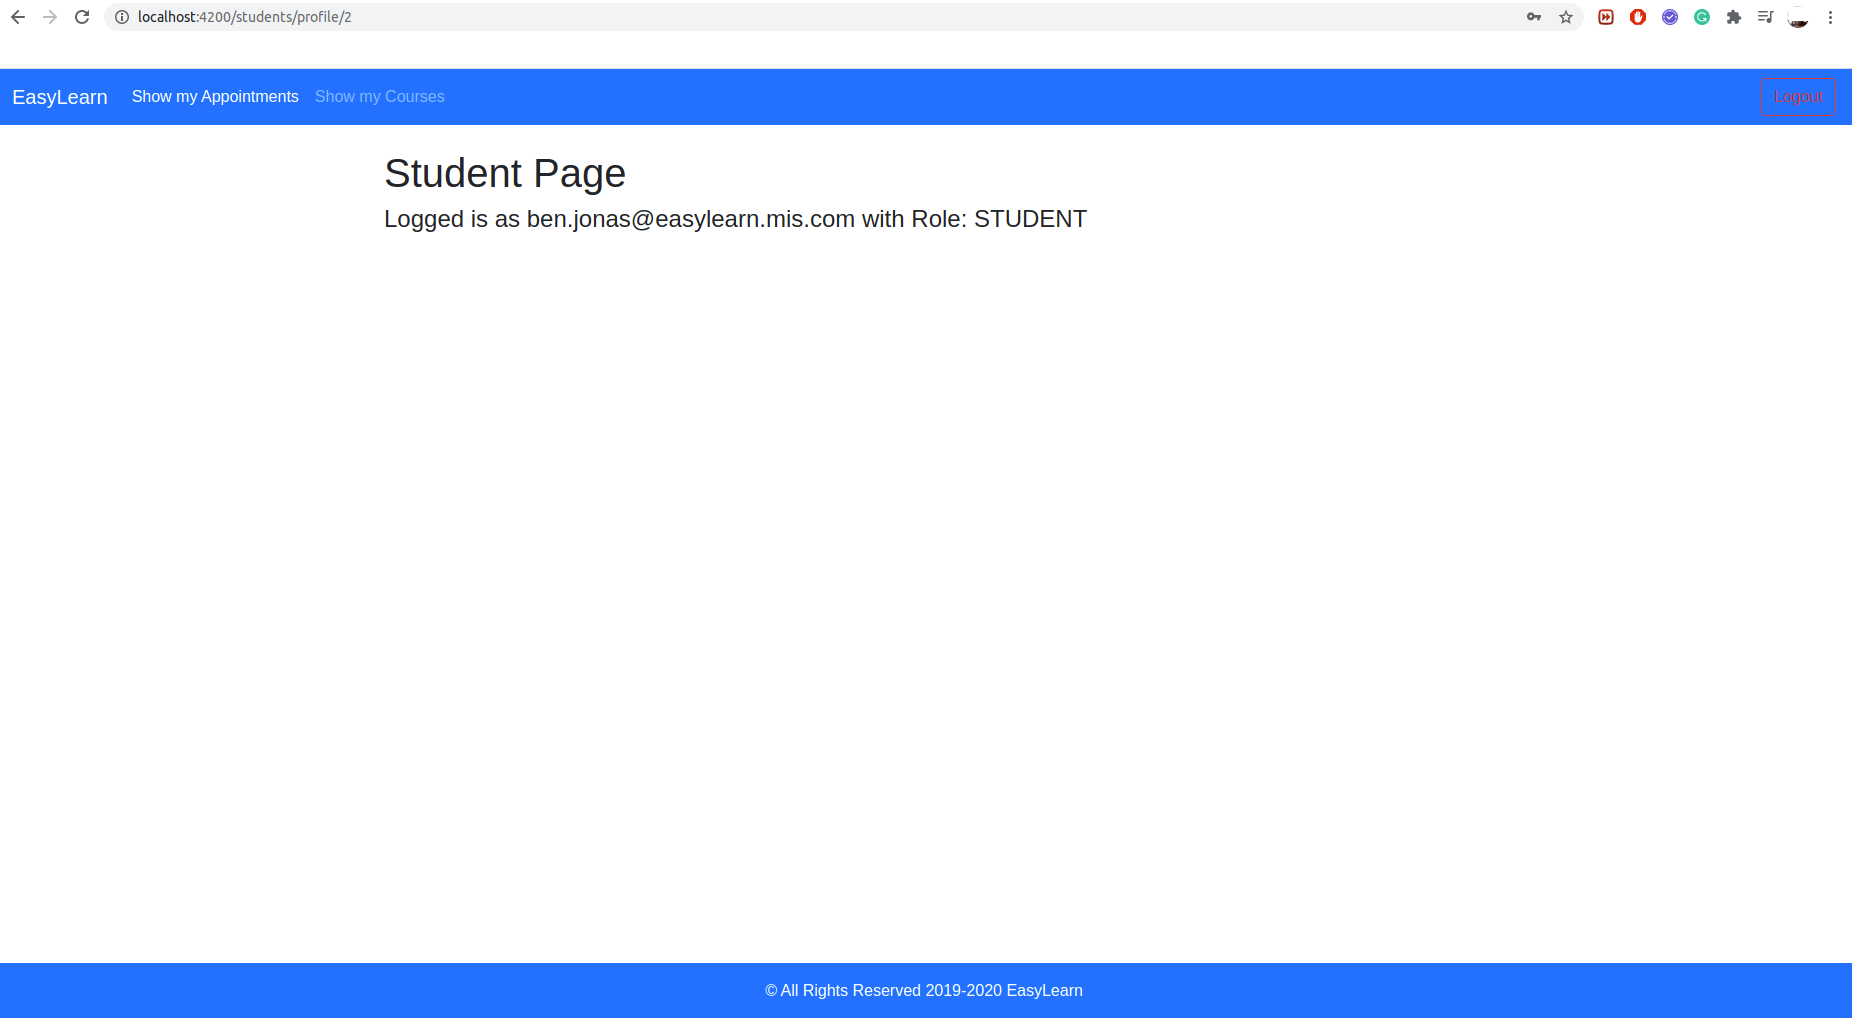 localhost:4200/students/profile/2
EasyLearn Show my Appointments Show my Courses Logout
Student Page
Logged is as ben.jonas@easylearn.mis.com with Role: STUDENT
© All Rights Reserved 2019-2020 EasyLearn